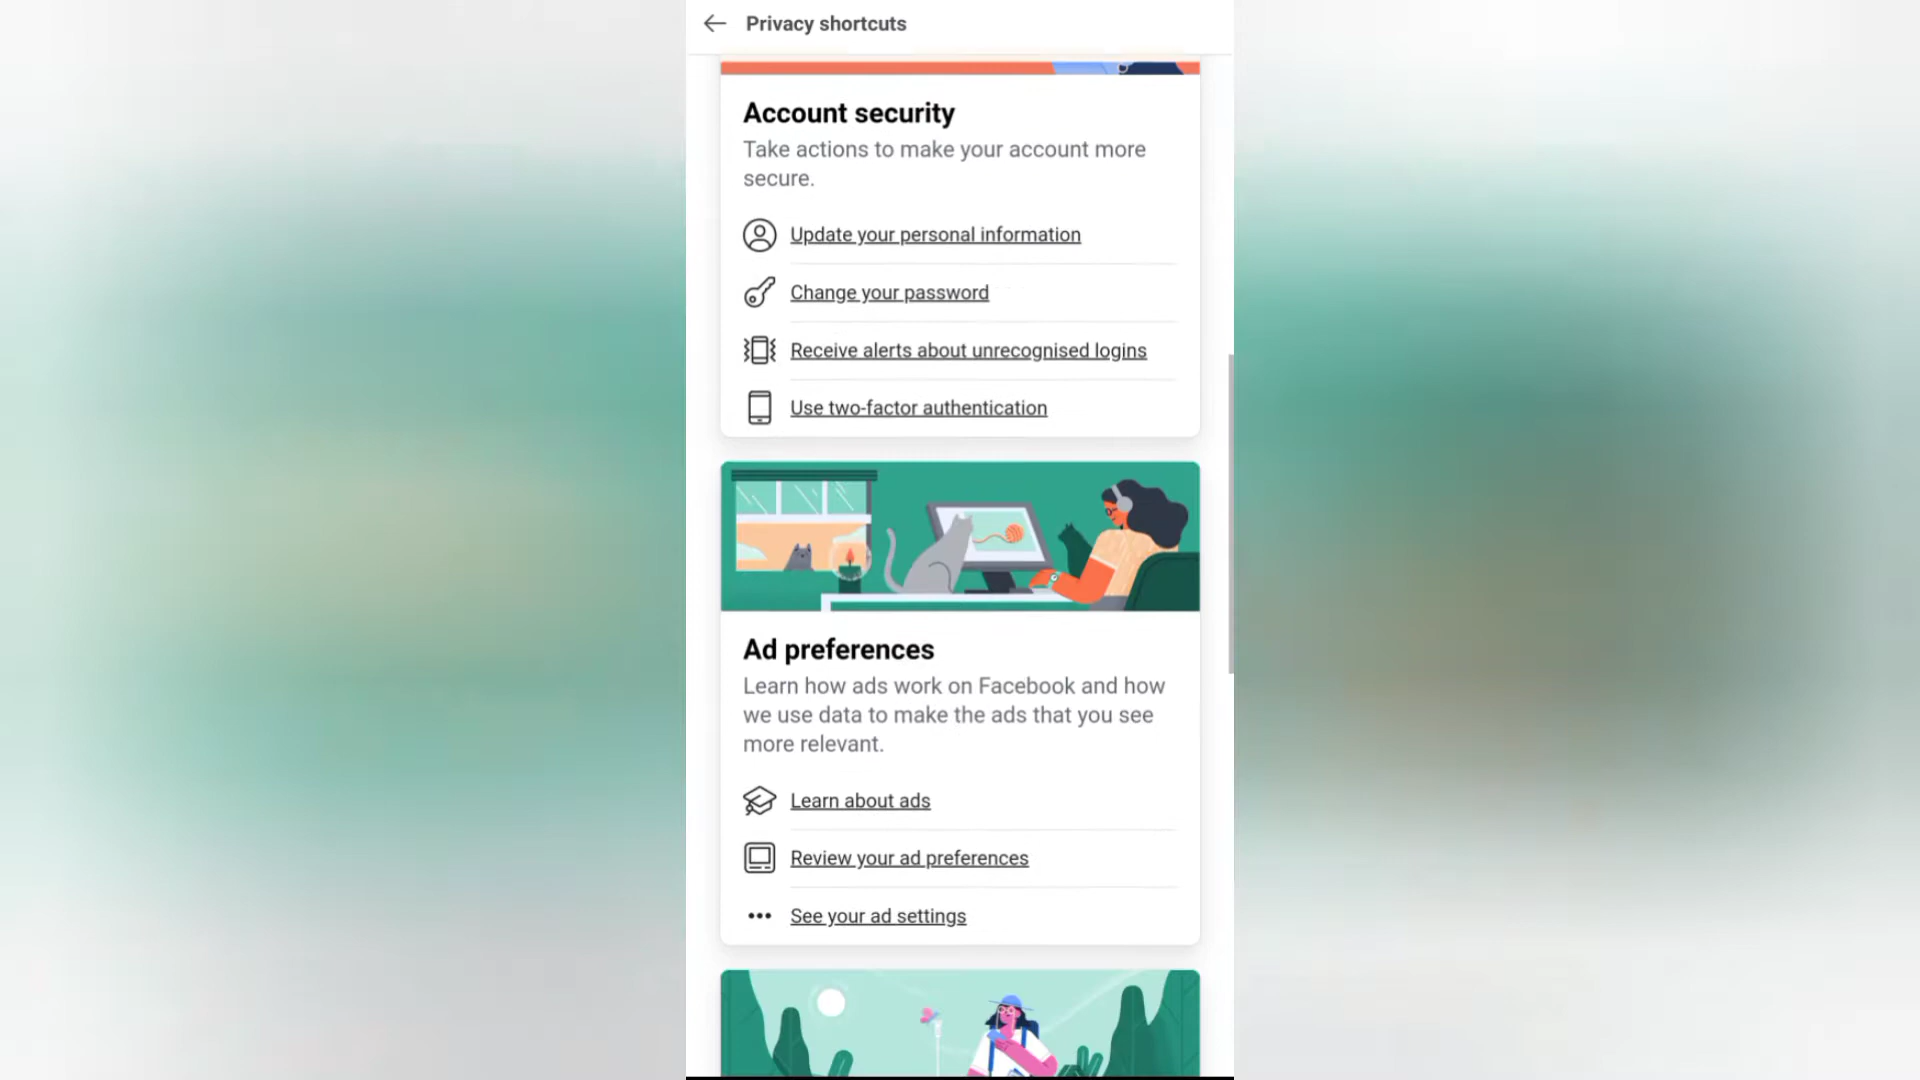 Privacy shortcuts
Account security
Take actions to make your account more
secure.
Update your personal information
Change your password
Receive alerts about unrecognised logins
Use two-factor authentication
Ad preferences
Learn how ads work on Facebook and how
we use data to make the ads that you see
more relevant.
Learn about ads
Review your ad preferences
See your ad settings